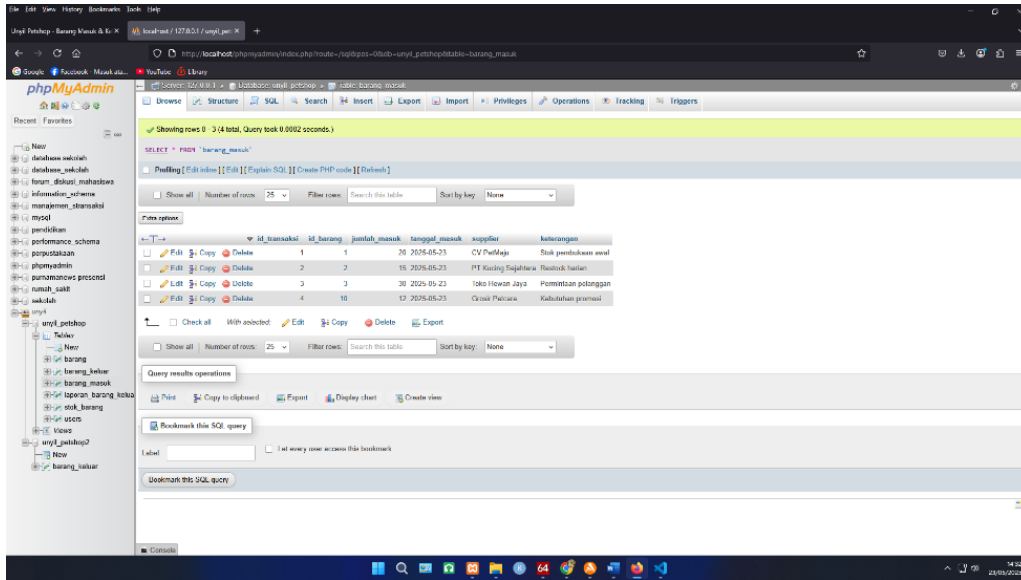 File Edit View History Bookmarks Tools Help
Unyil Petshop - Barang Masuk & Ke
localhost / 127.0.0.1 / unyil_pet
http://localhost/phpmyadmin/index.php?route=/sql&pos=0&db=unyil_petshop&table=barang_masuk
Google Facebook - Masuk ata... YouTube Library
phpMyAdmin
Recent Favorites
New
database sekolah
database_sekolah
forum_diskusi_mahasiswa
information_schema
manajemen_stransaksi
mysql
pendidikan
performance_schema
perpustakaan
phpmyadmin
purnamanews presensi
rumah_sakit
sekolah
unyil
unyil_petshop
Tables
New
barang
barang_keluar
barang_masuk
laporan_barang_kelua
stok_barang
users
Views
unyil_petshop2
New
barang_keluar
Server: 127.0.0.1 » Database: unyil_petshop » Table: barang_masuk
Browse Structure SQL Search Insert Export Import Privileges Operations Tracking Triggers
Showing rows 0 - 3 (4 total, Query took 0.0002 seconds.)
SELECT * FROM `barang_masuk`
Profiling [ Edit inline ] [ Edit ] [ Explain SQL ] [ Create PHP code ] [ Refresh ]
Show all Number of rows: 25 Filter rows: Search this table Sort by key: None
Extra options
id_transaksi id_barang jumlah_masuk tanggal_masuk supplier keterangan
Edit Copy Delete 1 1 20 2025-05-23 CV PetMaju Stok pembukaan awal
Edit Copy Delete 2 2 15 2025-05-23 PT Kucing Sejahtera Restock harian
Edit Copy Delete 3 3 30 2025-05-23 Toko Hewan Jaya Permintaan pelanggan
Edit Copy Delete 4 10 12 2025-05-23 Grosir Petcare Kebutuhan promosi
Check all With selected: Edit Copy Delete Export
Show all Number of rows: 25 Filter rows: Search this table Sort by key: None
Query results operations
Print Copy to clipboard Export Display chart Create view
Bookmark this SQL query
Label: Let every user access this bookmark
Bookmark this SQL query
Console
64
14:32
23/05/2025